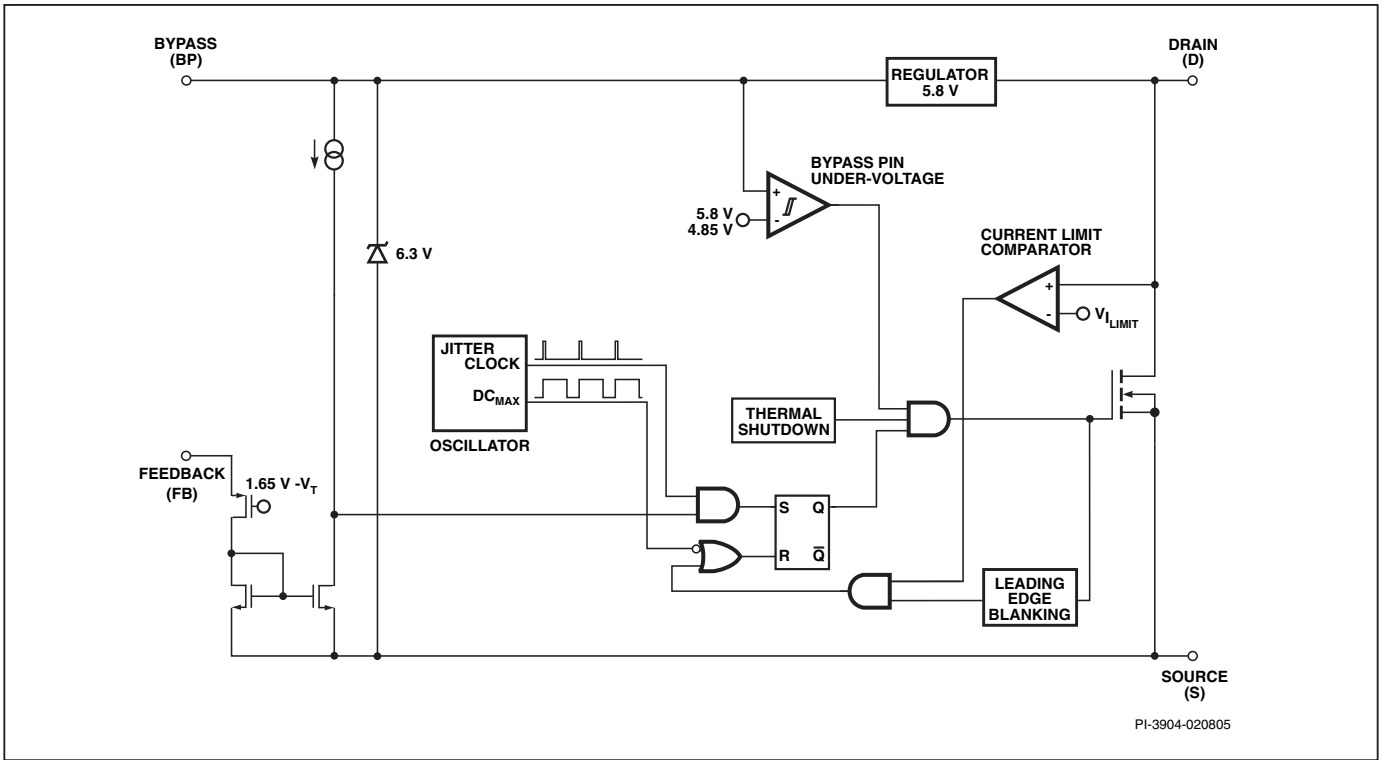 BYPASS
(BP)
DRAIN
(D)
REGULATOR
5.8 V
BYPASS PIN
UNDER-VOLTAGE
+
5.8 V
4.85 V
-
CURRENT LIMIT
COMPARATOR
+
-
VILIMIT
6.3 V
JITTER
CLOCK
DCMAX
OSCILLATOR
THERMAL
SHUTDOWN
FEEDBACK
(FB)
1.65 V -VT
S Q
R Q̅
LEADING
EDGE
BLANKING
SOURCE
(S)
PI-3904-020805